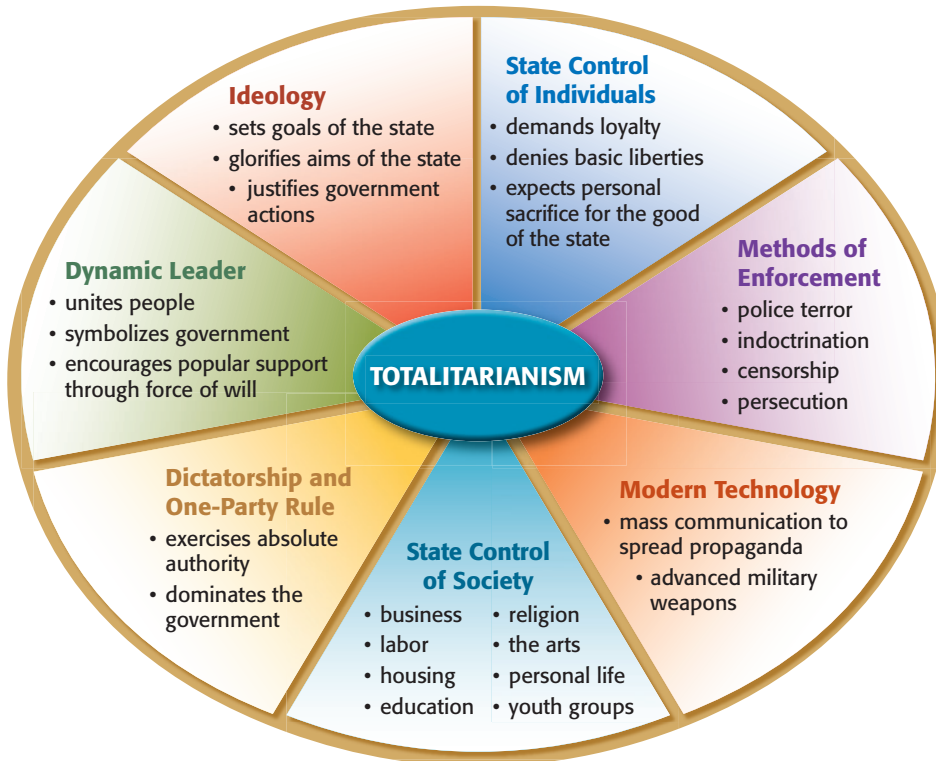 Ideology
• sets goals of the state
• glorifies aims of the state
• justifies government
actions
State Control
of Individuals
• demands loyalty
• denies basic liberties
• expects personal
sacrifice for the good
of the state
Methods of
Enforcement
• police terror
• indoctrination
• censorship
• persecution
Modern Technology
• mass communication to
spread propaganda
• advanced military
weapons
State Control
of Society
• business
• labor
• housing
• education
• religion
• the arts
• personal life
• youth groups
Dictatorship and
One-Party Rule
• exercises absolute
authority
• dominates the
government
Dynamic Leader
• unites people
• symbolizes government
• encourages popular support
through force of will
TOTALITARIANISM